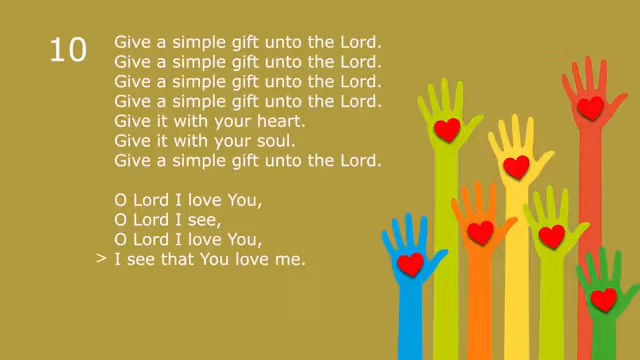 10
Give a simple gift unto the Lord.
Give a simple gift unto the Lord.
Give a simple gift unto the Lord.
Give a simple gift unto the Lord.
Give it with your heart.
Give it with your soul.
Give a simple gift unto the Lord.
O Lord I love You,
O Lord I see,
O Lord I love You,
> I see that You love me.